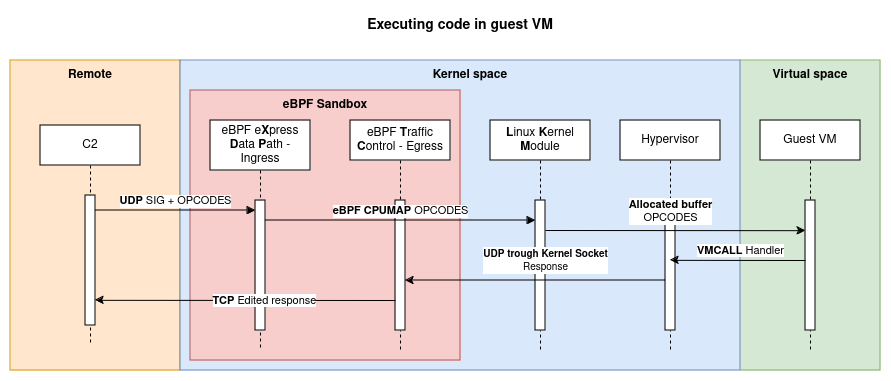 Executing code in guest VM
Remote
Kernel space
Virtual space
eBPF Sandbox
C2
eBPF eXpress
Data Path -
Ingress
eBPF Traffic
Control - Egress
Linux Kernel
Module
Hypervisor
Guest VM
UDP SIG + OPCODES
eBPF CPUMAP OPCODES
Allocated buffer
OPCODES
VMCALL Handler
UDP trough Kernel Socket
Response
TCP Edited response